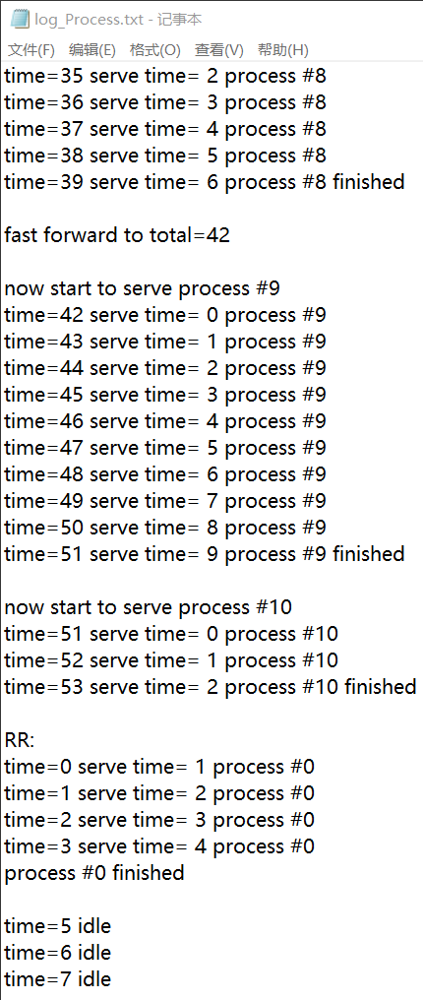 log_Process.txt - 记事本
文件(F) 编辑(E) 格式(O) 查看(V) 帮助(H)
time=35 serve time= 2 process #8
time=36 serve time= 3 process #8
time=37 serve time= 4 process #8
time=38 serve time= 5 process #8
time=39 serve time= 6 process #8 finished
fast forward to total=42
now start to serve process #9
time=42 serve time= 0 process #9
time=43 serve time= 1 process #9
time=44 serve time= 2 process #9
time=45 serve time= 3 process #9
time=46 serve time= 4 process #9
time=47 serve time= 5 process #9
time=48 serve time= 6 process #9
time=49 serve time= 7 process #9
time=50 serve time= 8 process #9
time=51 serve time= 9 process #9 finished
now start to serve process #10
time=51 serve time= 0 process #10
time=52 serve time= 1 process #10
time=53 serve time= 2 process #10 finished
RR:
time=0 serve time= 1 process #0
time=1 serve time= 2 process #0
time=2 serve time= 3 process #0
time=3 serve time= 4 process #0
process #0 finished
time=5 idle
time=6 idle
time=7 idle